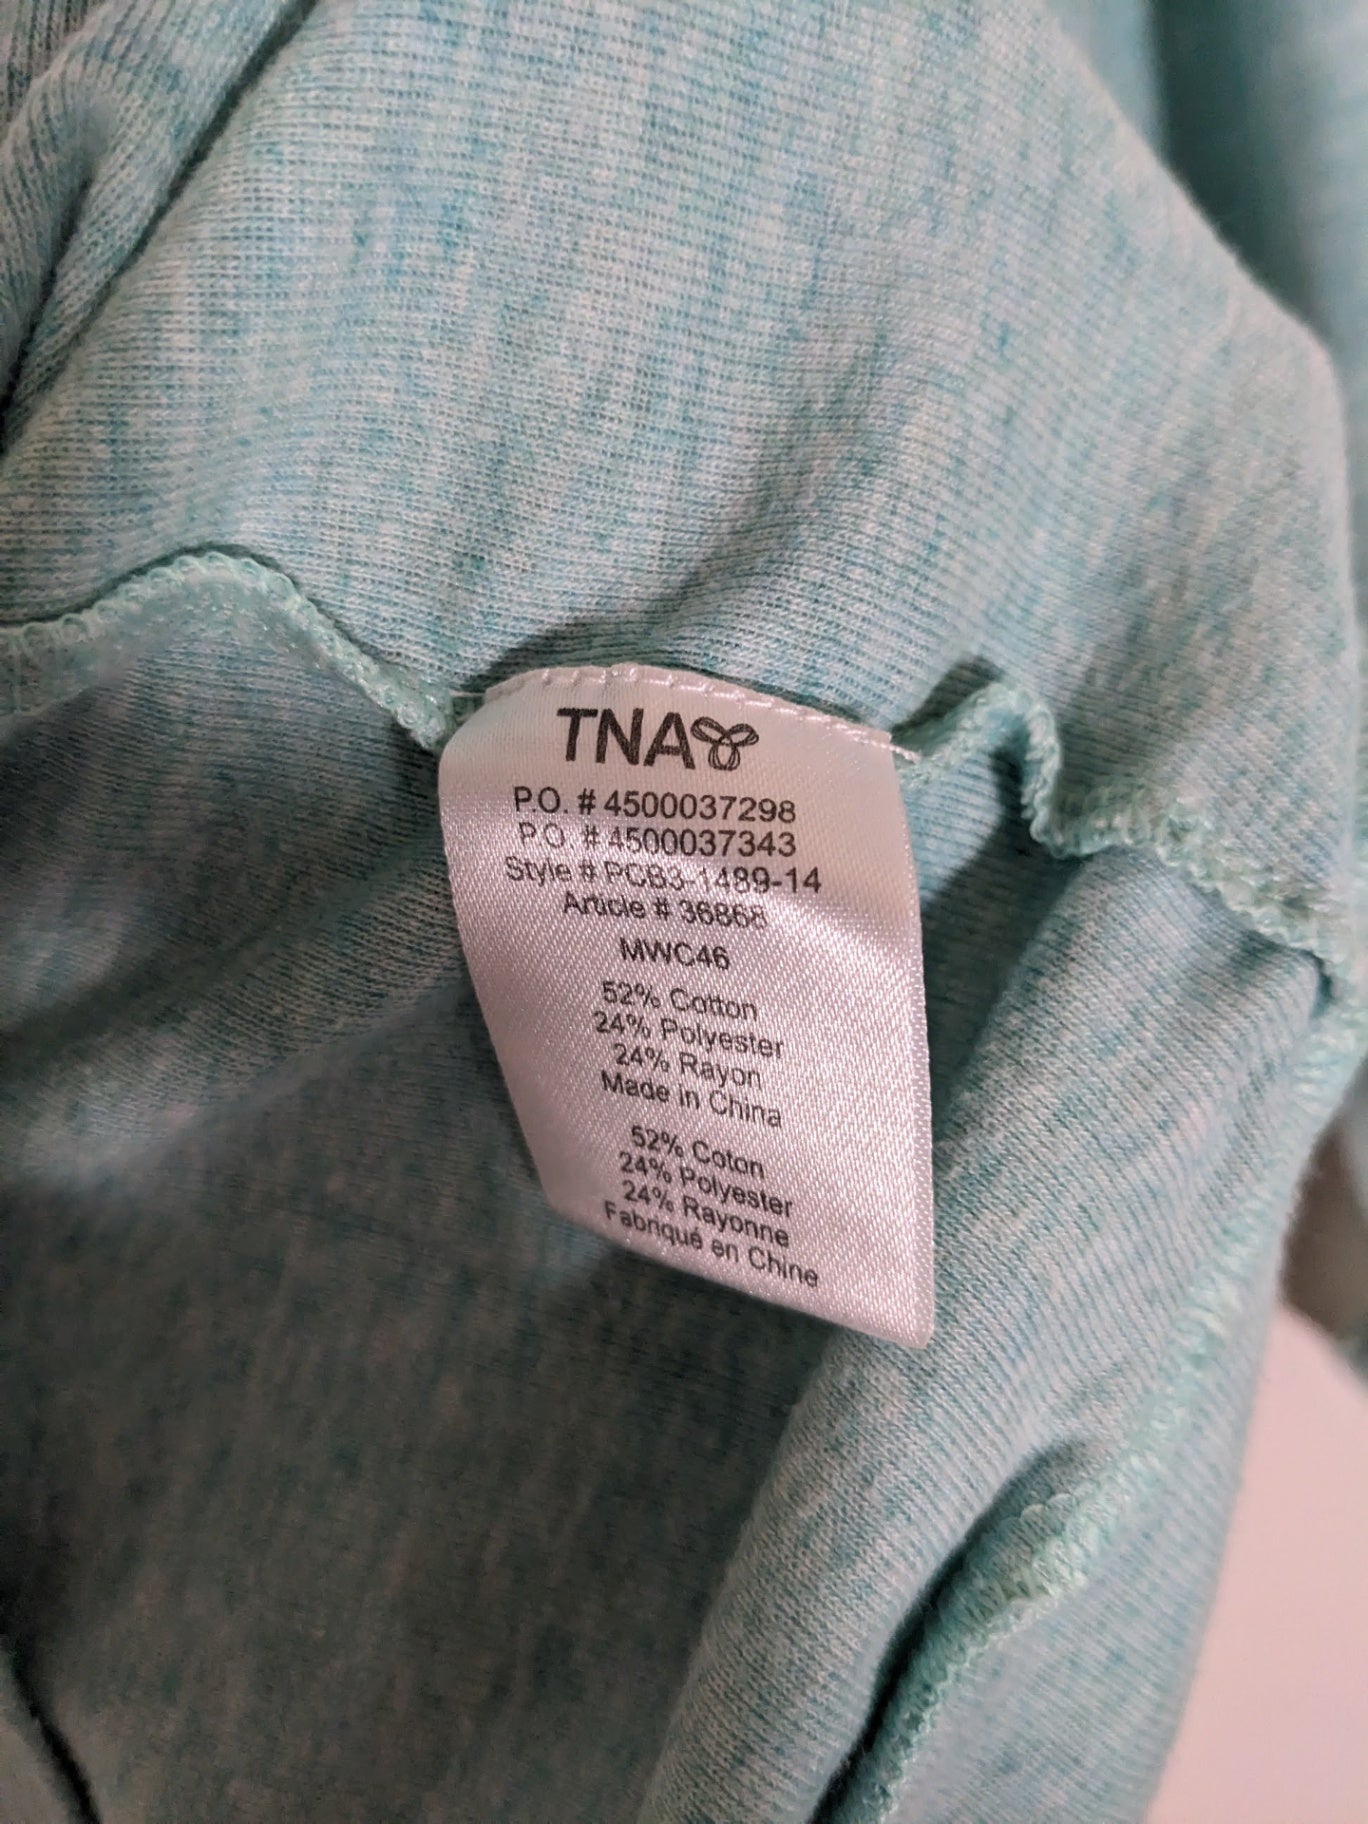 TNA
P.O. # 4500037298
P.O. # 4500037343
Style # PCB3-1489-14
Article # 36868
MWC46
52% Cotton
24% Polyester
24% Rayon
Made in China
52% Coton
24% Polyester
24% Rayonne
Fabriqué en Chine